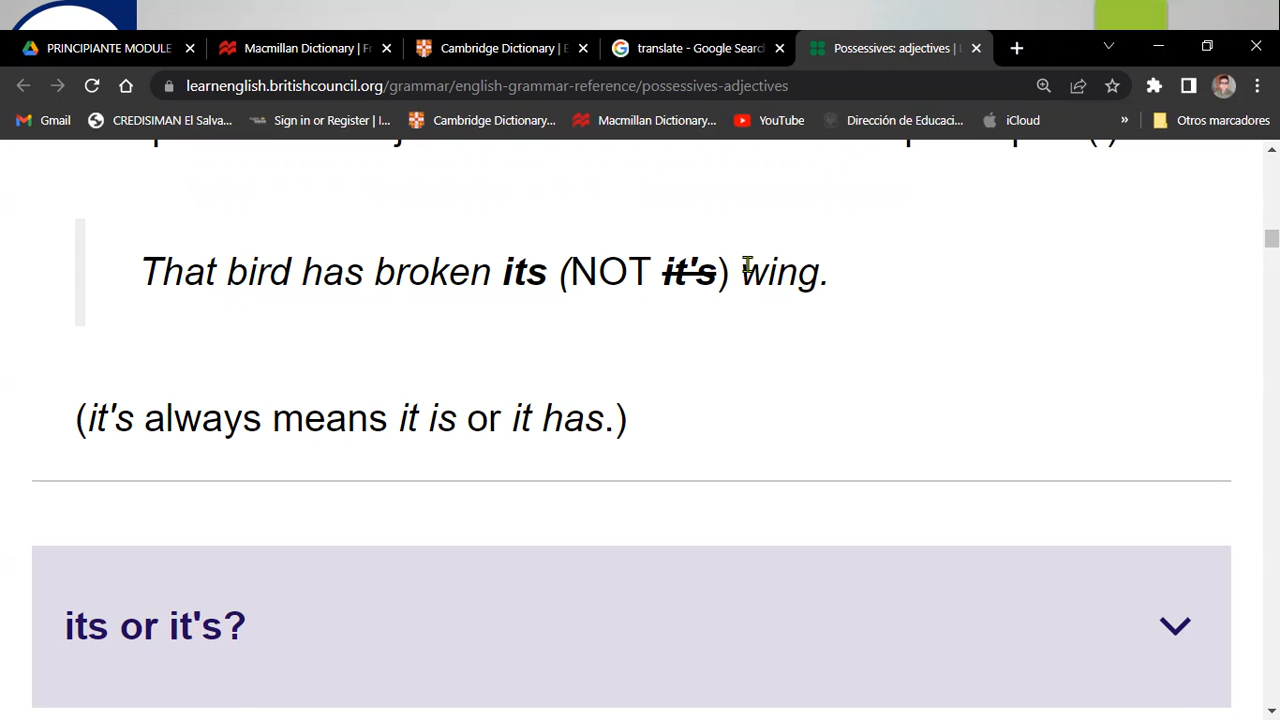 PRINCIPIANTE MODULE
Macmillan Dictionary | Fr
Cambridge Dictionary | E
translate - Google Search
Possessives: adjectives |
learnenglish.britishcouncil.org/grammar/english-grammar-reference/possessives-adjectives
Gmail
CREDISIMAN El Salva...
Sign in or Register | I...
Cambridge Dictionary...
Macmillan Dictionary...
YouTube
Dirección de Educaci...
iCloud
»
Otros marcadores
That bird has broken its (NOT it's) wing.
(it's always means it is or it has.)
its or it's?